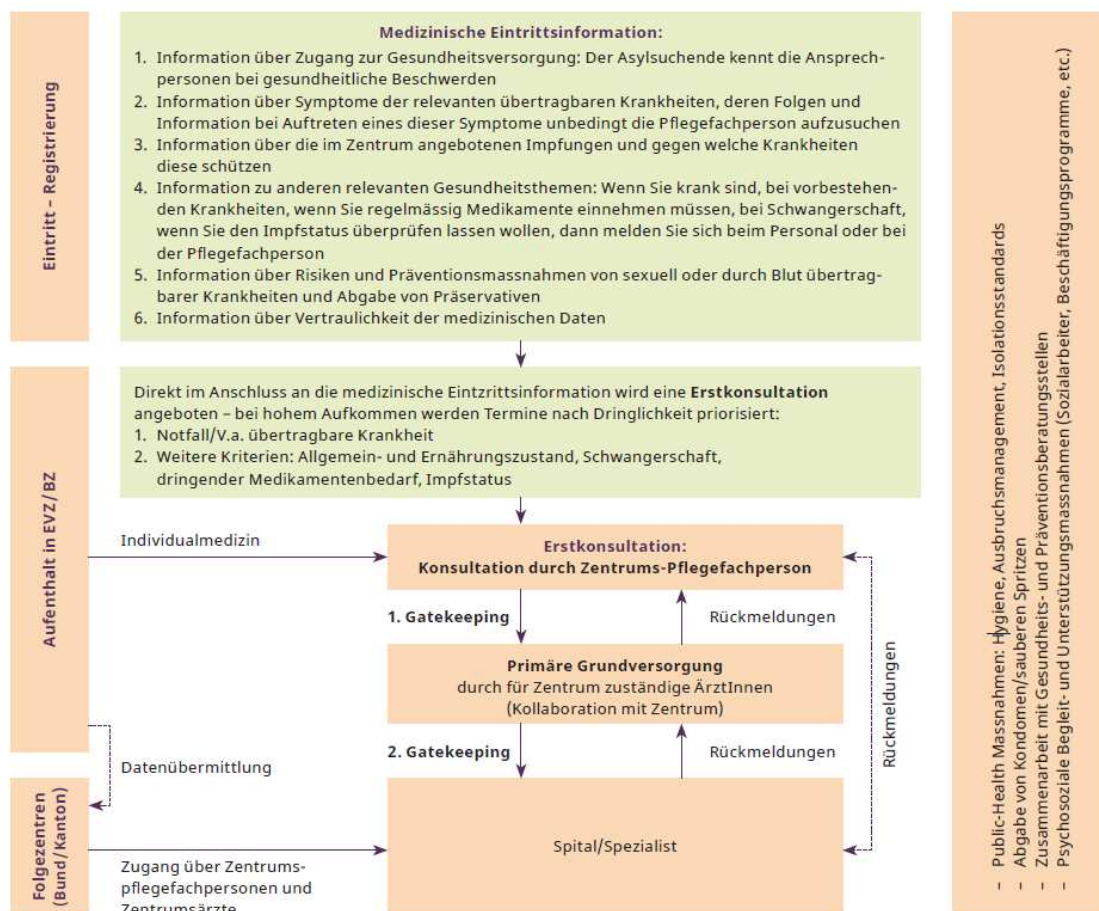 Eintritt – Registrierung
Medizinische Eintrittsinformation:
1. Information über Zugang zur Gesundheitsversorgung: Der Asylsuchende kennt die Ansprech-
personen bei gesundheitliche Beschwerden
2. Information über Symptome der relevanten übertragbaren Krankheiten, deren Folgen und
Information bei Auftreten eines dieser Symptome unbedingt die Pflegefachperson aufzusuchen
3. Information über die im Zentrum angebotenen Impfungen und gegen welche Krankheiten
diese schützen
4. Information zu anderen relevanten Gesundheitsthemen: Wenn Sie krank sind, bei vorbestehen-
den Krankheiten, wenn Sie regelmässig Medikamente einnehmen müssen, bei Schwangerschaft,
wenn Sie den Impfstatus überprüfen lassen wollen, dann melden Sie sich beim Personal oder bei
der Pflegefachperson
5. Information über Risiken und Präventionsmassnahmen von sexuell oder durch Blut übertrag-
barer Krankheiten und Abgabe von Präservativen
6. Information über Vertraulichkeit der medizinischen Daten
Aufenthalt in EVZ/BZ
Direkt im Anschluss an die medizinische Eintzrittsinformation wird eine Erstkonsultation
angeboten – bei hohem Aufkommen werden Termine nach Dringlichkeit priorisiert:
1. Notfall/V.a. übertragbare Krankheit
2. Weitere Kriterien: Allgemein- und Ernährungszustand, Schwangerschaft,
dringender Medikamentenbedarf, Impfstatus
Individualmedizin
Erstkonsultation:
Konsultation durch Zentrums-Pflegefachperson
1. Gatekeeping
Rückmeldungen
Primäre Grundversorgung
durch für Zentrum zuständige ÄrztInnen
(Kollaboration mit Zentrum)
2. Gatekeeping
Rückmeldungen
Rückmeldungen
Datenübermittlung
Folgezentren
(Bund/Kanton)
Spital/Spezialist
Zugang über Zentrums-
pflegefachpersonen und
Zentrumsärzte
– Public-Health Massnahmen: Hygiene, Ausbruchsmanagement, Isolationsstandards
– Abgabe von Kondomen/sauberen Spritzen
– Zusammenarbeit mit Gesundheits- und Präventionsberatungsstellen
– Psychosoziale Begleit- und Unterstützungsmassnahmen (Sozialarbeiter, Beschäftigungsprogramme, etc.)